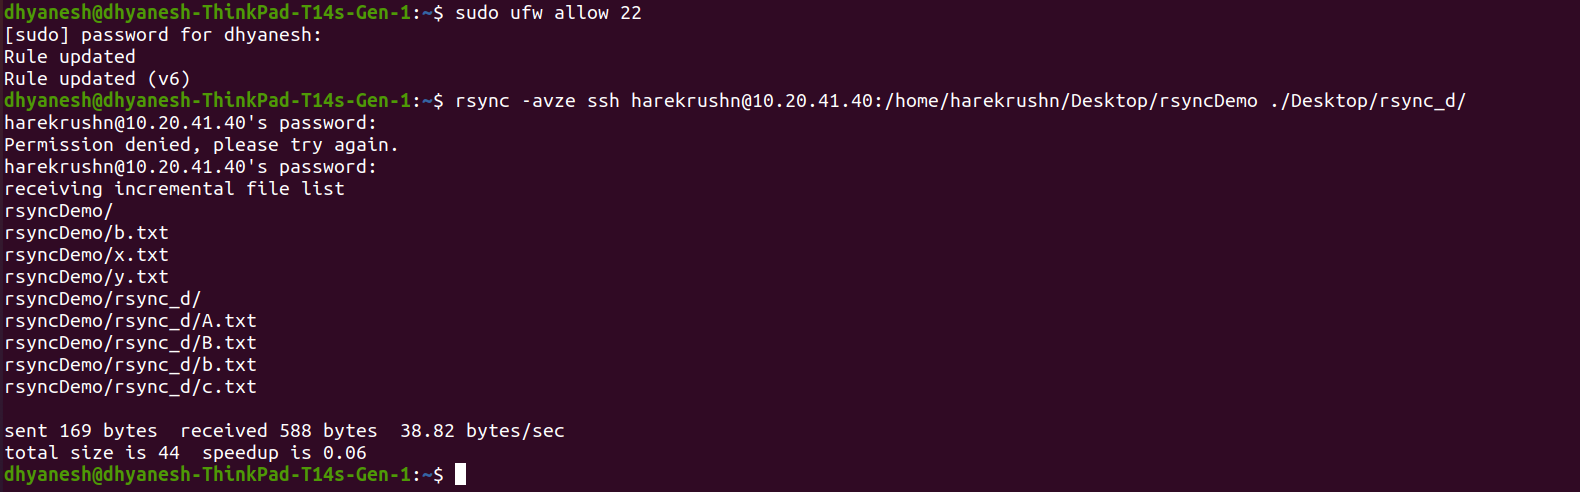 dhyanesh@dhyanesh-ThinkPad-T14s-Gen-1:~$ sudo ufw allow 22
[sudo] password for dhyanesh:
Rule updated
Rule updated (v6)
dhyanesh@dhyanesh-ThinkPad-T14s-Gen-1:~$ rsync -avze ssh harekrushn@10.20.41.40:/home/harekrushn/Desktop/rsyncDemo ./Desktop/rsync_d/
harekrushn@10.20.41.40's password:
Permission denied, please try again.
harekrushn@10.20.41.40's password:
receiving incremental file list
rsyncDemo/
rsyncDemo/b.txt
rsyncDemo/x.txt
rsyncDemo/y.txt
rsyncDemo/rsync_d/
rsyncDemo/rsync_d/A.txt
rsyncDemo/rsync_d/B.txt
rsyncDemo/rsync_d/b.txt
rsyncDemo/rsync_d/c.txt
sent 169 bytes  received 588 bytes  38.82 bytes/sec
total size is 44  speedup is 0.06
dhyanesh@dhyanesh-ThinkPad-T14s-Gen-1:~$